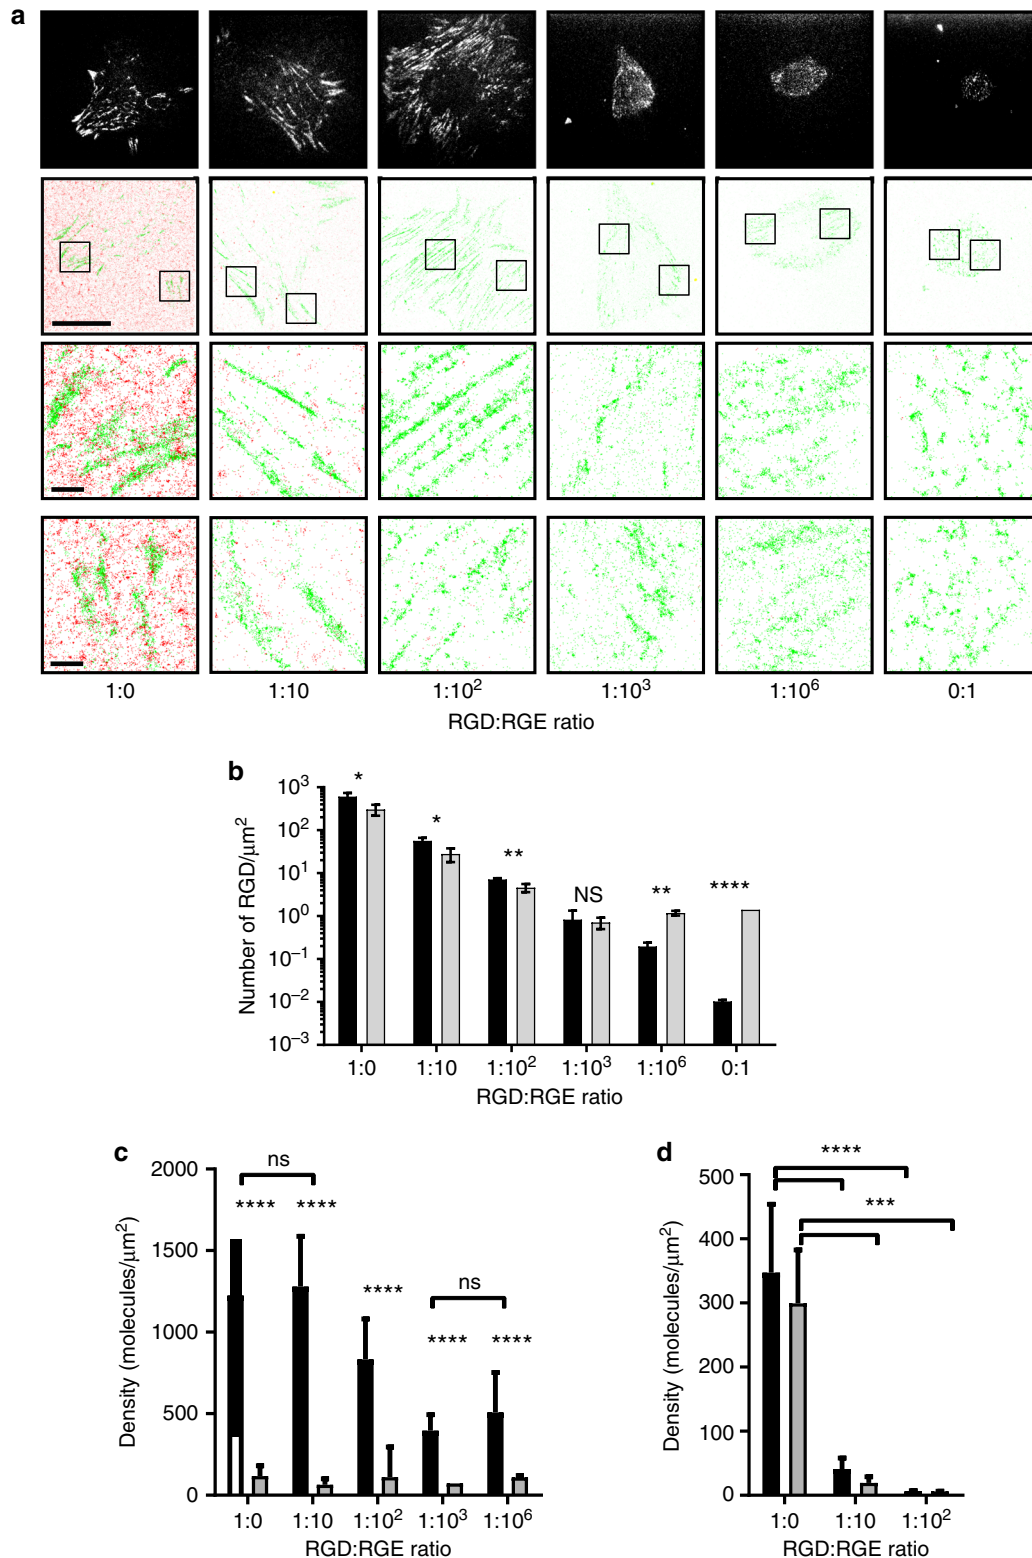 a
1:0 1:10 1:10² 1:10³ 1:10⁶ 0:1
RGD:RGE ratio
b
Number of RGD/μm²
10³
10²
10¹
10⁰
10⁻¹
10⁻²
10⁻³
* * ** NS ** ****
1:0 1:10 1:10² 1:10³ 1:10⁶ 0:1
RGD:RGE ratio
c
Density (molecules/μm²)
2000
1500
1000
500
0
ns
**** **** **** **** ****
ns
1:0 1:10 1:10² 1:10³ 1:10⁶
RGD:RGE ratio
d
Density (molecules/μm²)
500
400
300
200
100
0
****
***
1:0 1:10 1:10²
RGD:RGE ratio